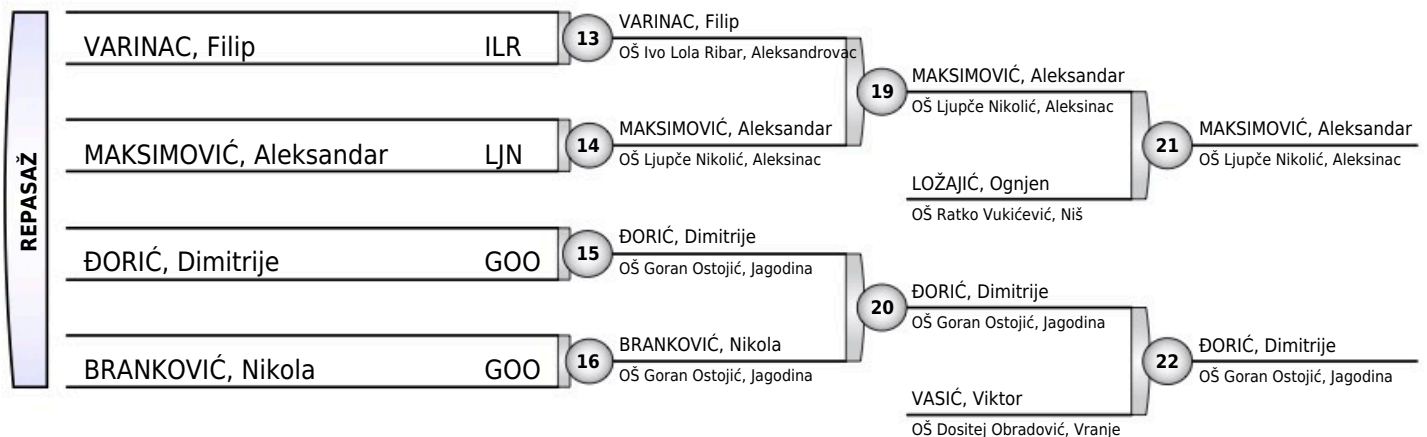 REPASAŽ
VARINAC, Filip ILR
MAKSIMOVIĆ, Aleksandar LJN
ĐORIĆ, Dimitrije GOO
BRANKOVIĆ, Nikola GOO
13
VARINAC, Filip
OŠ Ivo Lola Ribar, Aleksandrovac
14
MAKSIMOVIĆ, Aleksandar
OŠ Ljupče Nikolić, Aleksinac
15
ĐORIĆ, Dimitrije
OŠ Goran Ostojić, Jagodina
16
BRANKOVIĆ, Nikola
OŠ Goran Ostojić, Jagodina
19
MAKSIMOVIĆ, Aleksandar
OŠ Ljupče Nikolić, Aleksinac
LOŽAJIĆ, Ognjen
OŠ Ratko Vukićević, Niš
20
ĐORIĆ, Dimitrije
OŠ Goran Ostojić, Jagodina
VASIĆ, Viktor
OŠ Dositej Obradović, Vranje
21
MAKSIMOVIĆ, Aleksandar
OŠ Ljupče Nikolić, Aleksinac
22
ĐORIĆ, Dimitrije
OŠ Goran Ostojić, Jagodina